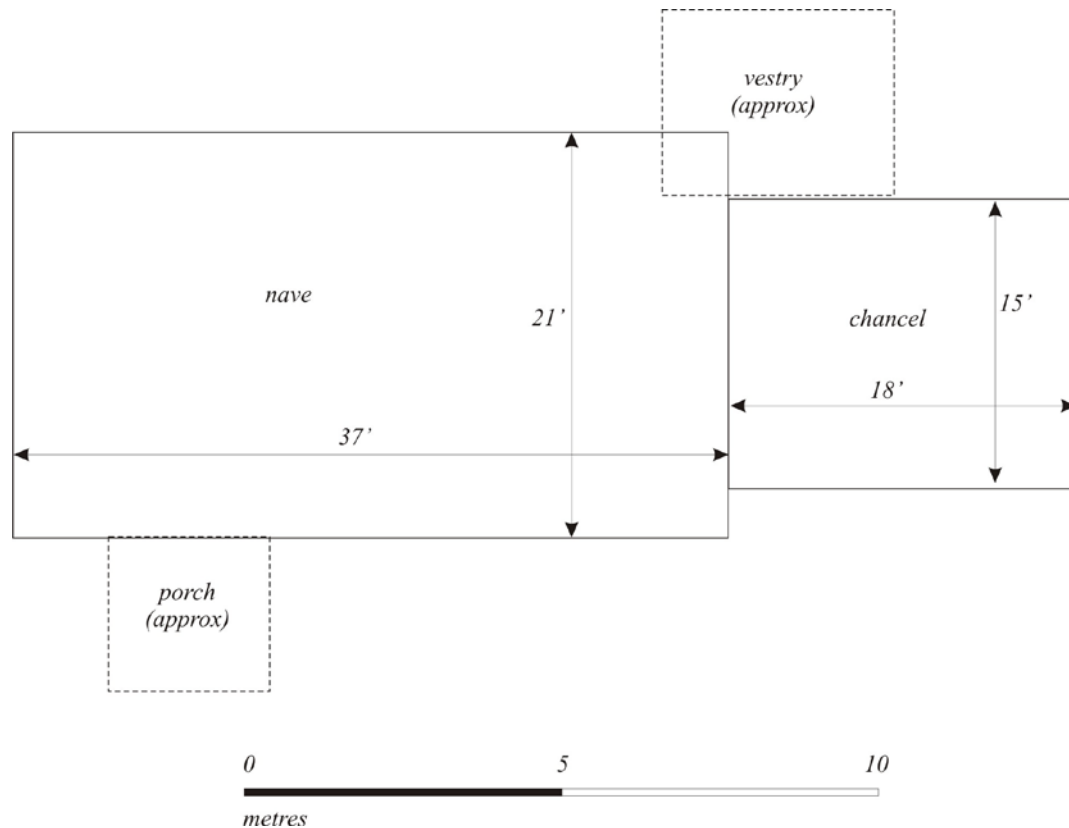 vestry
(approx)
nave
21’
15’
chancel
18’
37’
porch
(approx)
0 5 10
metres